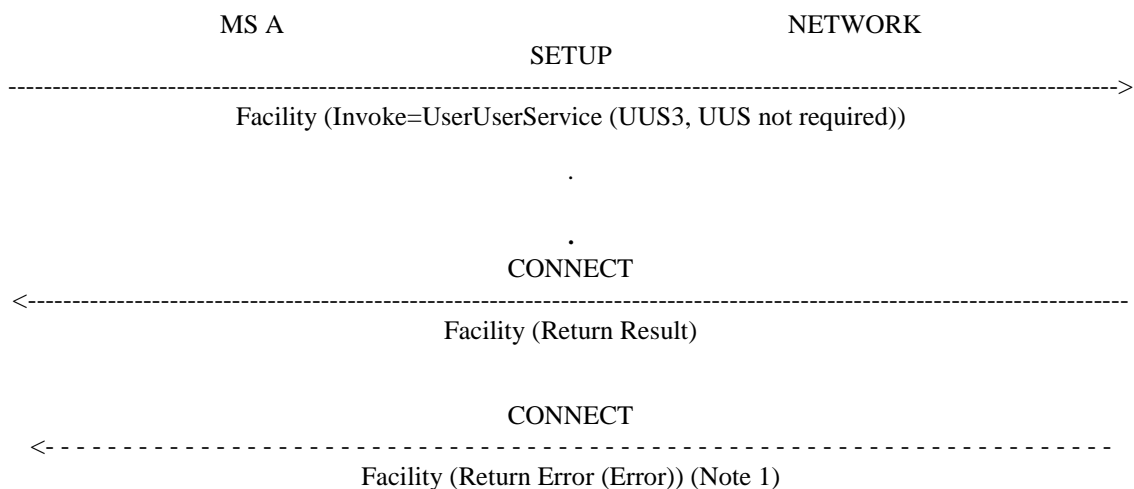 MS A NETWORK
SETUP
------------------------------------------------------------------------------------------------------------------------------>
Facility (Invoke=UserUserService (UUS3, UUS not required))
.
.
CONNECT
<-----------------------------------------------------------------------------------------------------------------------------
Facility (Return Result)
CONNECT
<- - - - - - - - - - - - - - - - - - - - - - - - - - - - - - - - - - - - - - - - - - - - - - - - - - - - - - - - - - - - - - - - - - - - -
Facility (Return Error (Error)) (Note 1)